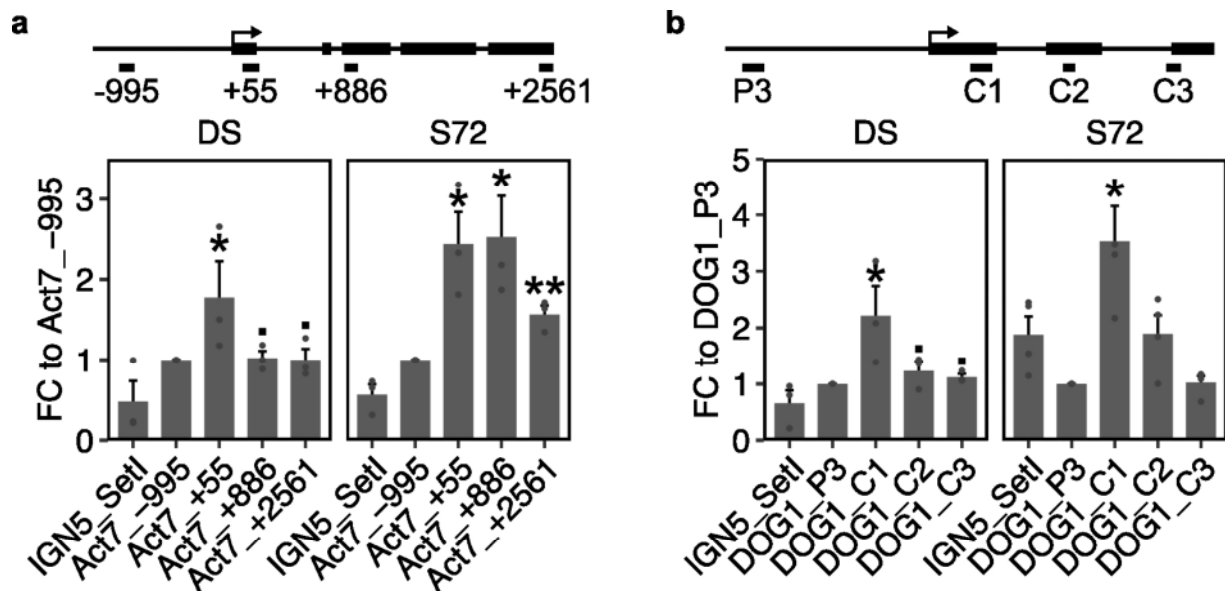 a
-995 +55 +886 +2561
DS S72
FC to Act7_-995
3
2
1
0
* * * **
IGN5_SetI Act7_-995 Act7_+55 Act7_+886 Act7_+2561 IGN5_SetI Act7_-995 Act7_+55 Act7_+886 Act7_+2561
b
P3 C1 C2 C3
DS S72
FC to DOG1_P3
5
4
3
2
1
0
* *
IGN5_SetI DOG1_P3 DOG1_C1 DOG1_C2 DOG1_C3 IGN5_SetI DOG1_P3 DOG1_C1 DOG1_C2 DOG1_C3